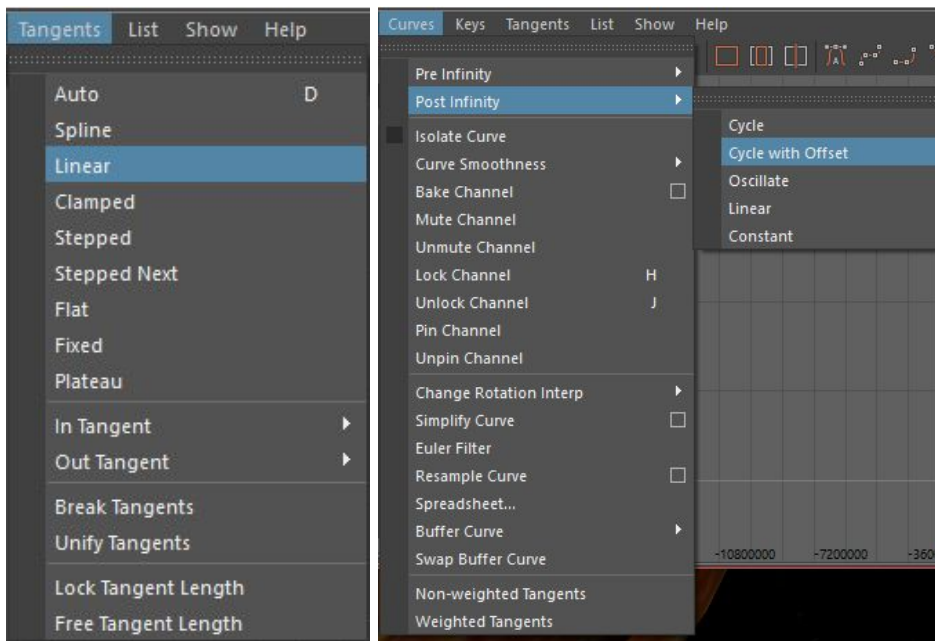 Tangents List Show Help
Auto D
Spline
Linear
Clamped
Stepped
Stepped Next
Flat
Fixed
Plateau
In Tangent
Out Tangent
Break Tangents
Unify Tangents
Lock Tangent Length
Free Tangent Length
Curves Keys Tangents List Show Help
Pre Infinity
Post Infinity
Isolate Curve
Curve Smoothness
Bake Channel
Mute Channel
Unmute Channel
Lock Channel H
Unlock Channel J
Pin Channel
Unpin Channel
Change Rotation Interp
Simplify Curve
Euler Filter
Resample Curve
Spreadsheet...
Buffer Curve
Swap Buffer Curve
Non-weighted Tangents
Weighted Tangents
A
Cycle
Cycle with Offset
Oscillate
Linear
Constant
-10800000 -7200000 -360